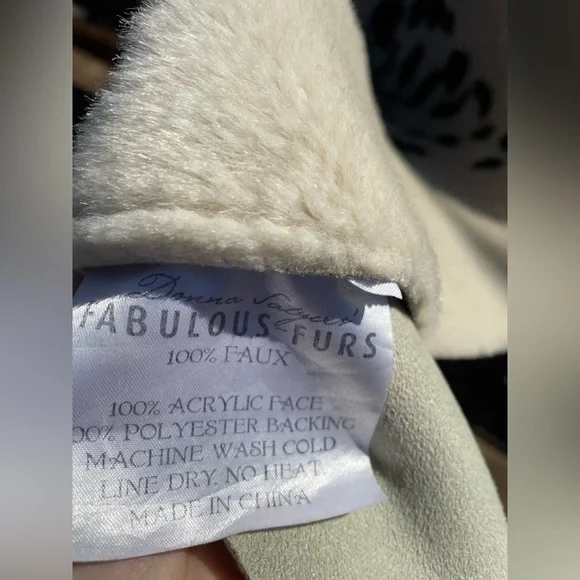 Donna Salyers'
FABULOUS FURS
100% FAUX
100% ACRYLIC FACE
00% POLYESTER BACKING
MACHINE WASH COLD
LINE DRY. NO HEAT
MADE IN CHINA